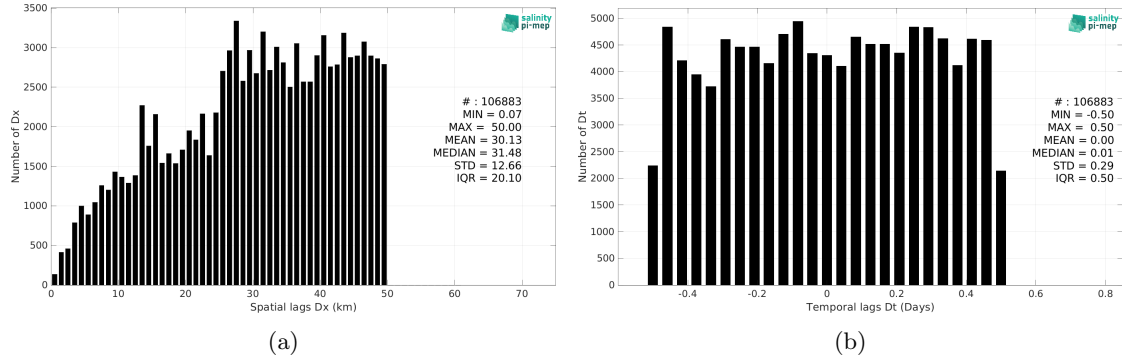 3500
3000
2500
2000
1500
1000
500
0
Number of Dx
0 10 20 30 40 50 60 70
Spatial lags Dx (km)
salinity
pi-mep
# : 106883
MIN = 0.07
MAX = 50.00
MEAN = 30.13
MEDIAN = 31.48
STD = 12.66
IQR = 20.10
(a)
5000
4500
4000
3500
3000
2500
2000
1500
1000
500
0
Number of Dt
-0.4 -0.2 0 0.2 0.4 0.6 0.8
Temporal lags Dt (Days)
salinity
pi-mep
# : 106883
MIN = -0.50
MAX = 0.50
MEAN = 0.00
MEDIAN = 0.01
STD = 0.29
IQR = 0.50
(b)